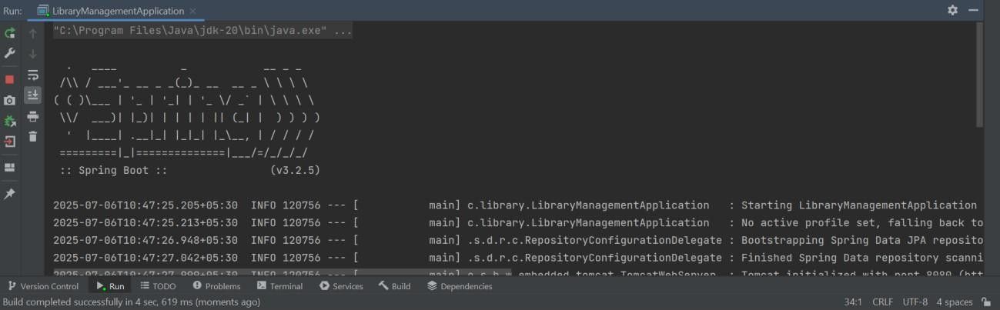 Run: LibraryManagementApplication
"C:\Program Files\Java\jdk-20\bin\java.exe" ...
  .   ____          _            __ _ _
 /\\ / ___'_ __ _ _(_)_ __  __ _ \ \ \ \
( ( )\___ | '_ | '_| | '_ \/ _` | \ \ \ \
 \\/  ___)| |_)| | | | | || (_| |  ) ) ) )
  '  |____| .__|_| |_|_| |_\__, | / / / /
 =========|_|==============|___/=/_/_/_/
 :: Spring Boot ::                (v3.2.5)
2025-07-06T10:47:25.205+05:30  INFO 120756 --- [           main] c.library.LibraryManagementApplication   : Starting LibraryManagementApplication
2025-07-06T10:47:25.213+05:30  INFO 120756 --- [           main] c.library.LibraryManagementApplication   : No active profile set, falling back to
2025-07-06T10:47:26.948+05:30  INFO 120756 --- [           main] .s.d.r.c.RepositoryConfigurationDelegate : Bootstrapping Spring Data JPA reposito
2025-07-06T10:47:27.042+05:30  INFO 120756 --- [           main] .s.d.r.c.RepositoryConfigurationDelegate : Finished Spring Data repository scanni
INFO 120756 --- [           main] o.s.b.w.embedded.tomcat.TomcatWebServer  : Tomcat initialized with port 8080 (htt
Version Control Run TODO Problems Terminal Services Build Dependencies
Build completed successfully in 4 sec, 619 ms (moments ago) 34:1 CRLF UTF-8 4 spaces